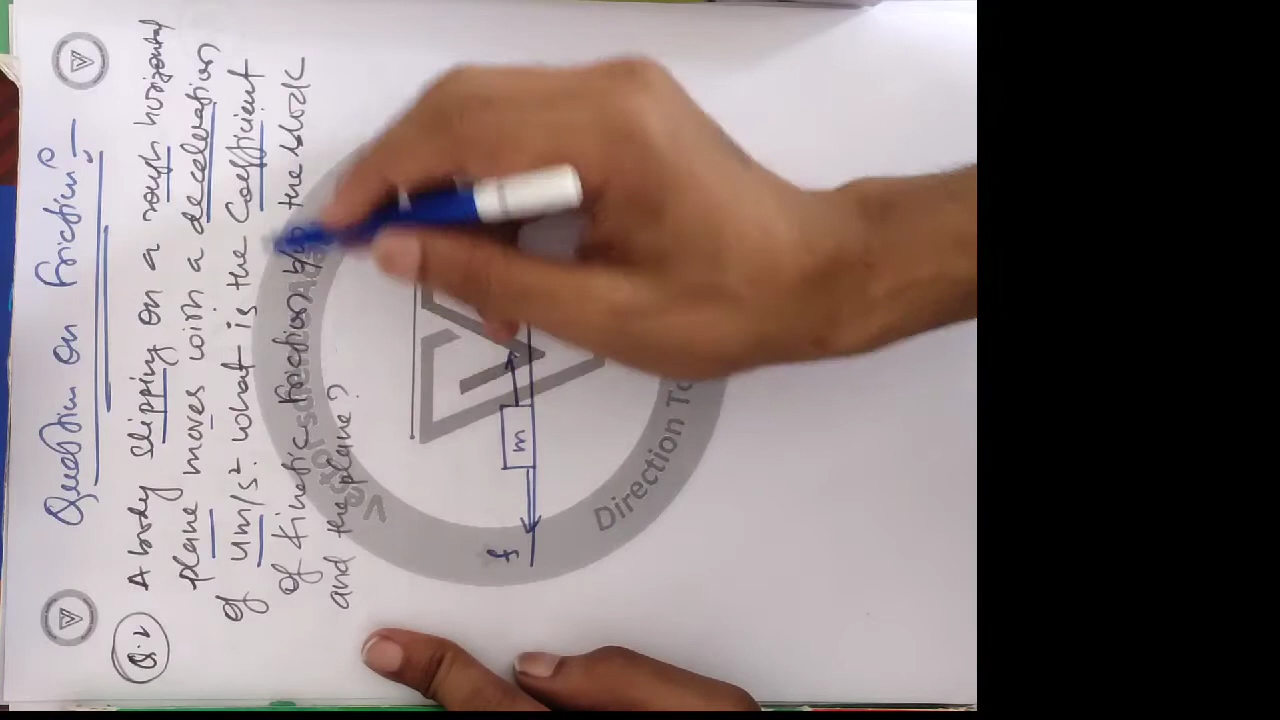 Question on friction :-
Q.2 A body slipping on a rough horizontal
plane moves with a deceleration
of 4m/s². what is the Coefficient
of kinetic friction b/w the block
and the plane?
m
f
Direction To